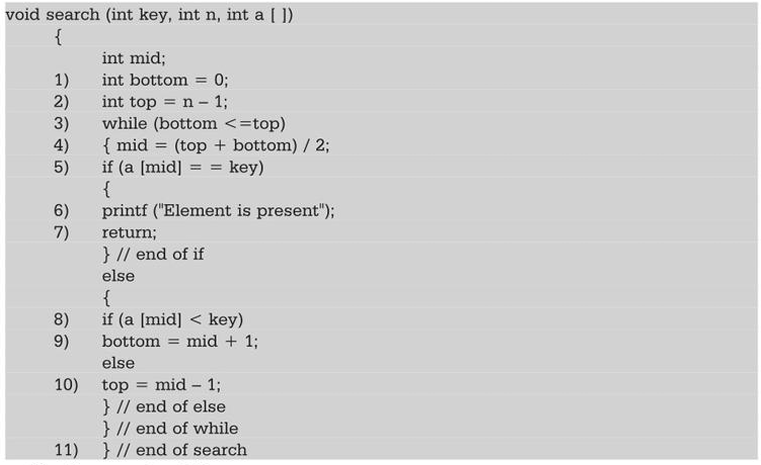 void search (int key, int n, int a [ ])
{
int mid;
1) int bottom = 0;
2) int top = n – 1;
3) while (bottom <=top)
4) { mid = (top + bottom) / 2;
5) if (a [mid] = = key)
{
6) printf ("Element is present");
7) return;
} // end of if
else
{
8) if (a [mid] < key)
9) bottom = mid + 1;
else
10) top = mid – 1;
} // end of else
} // end of while
11) } // end of search